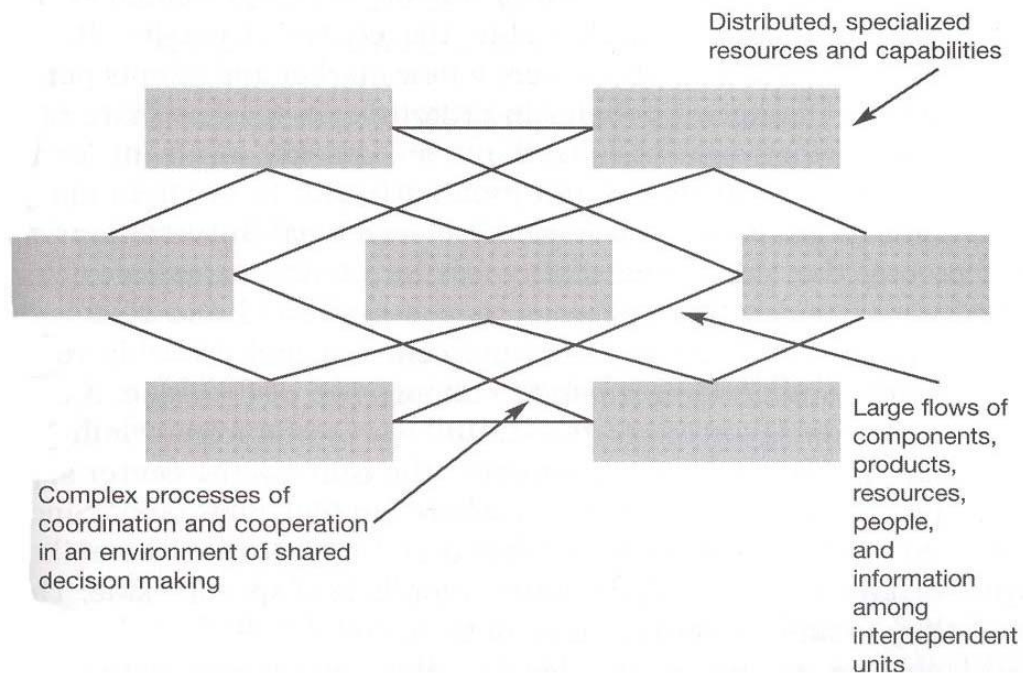 Distributed, specialized
resources and capabilities
Large flows of
components,
products,
resources,
people,
and
information
among
interdependent
units
Complex processes of
coordination and cooperation
in an environment of shared
decision making